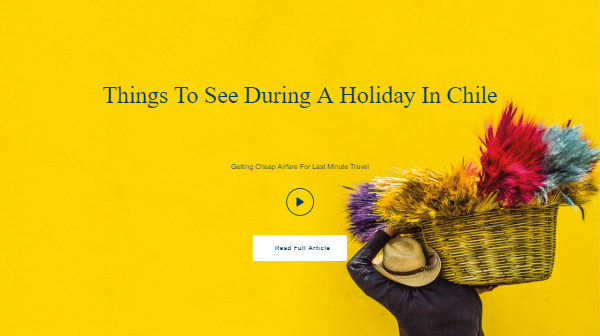 Things To See During A Holiday In Chile
Getting Cheap Airfare For Last Minute Travel
Read Full Article